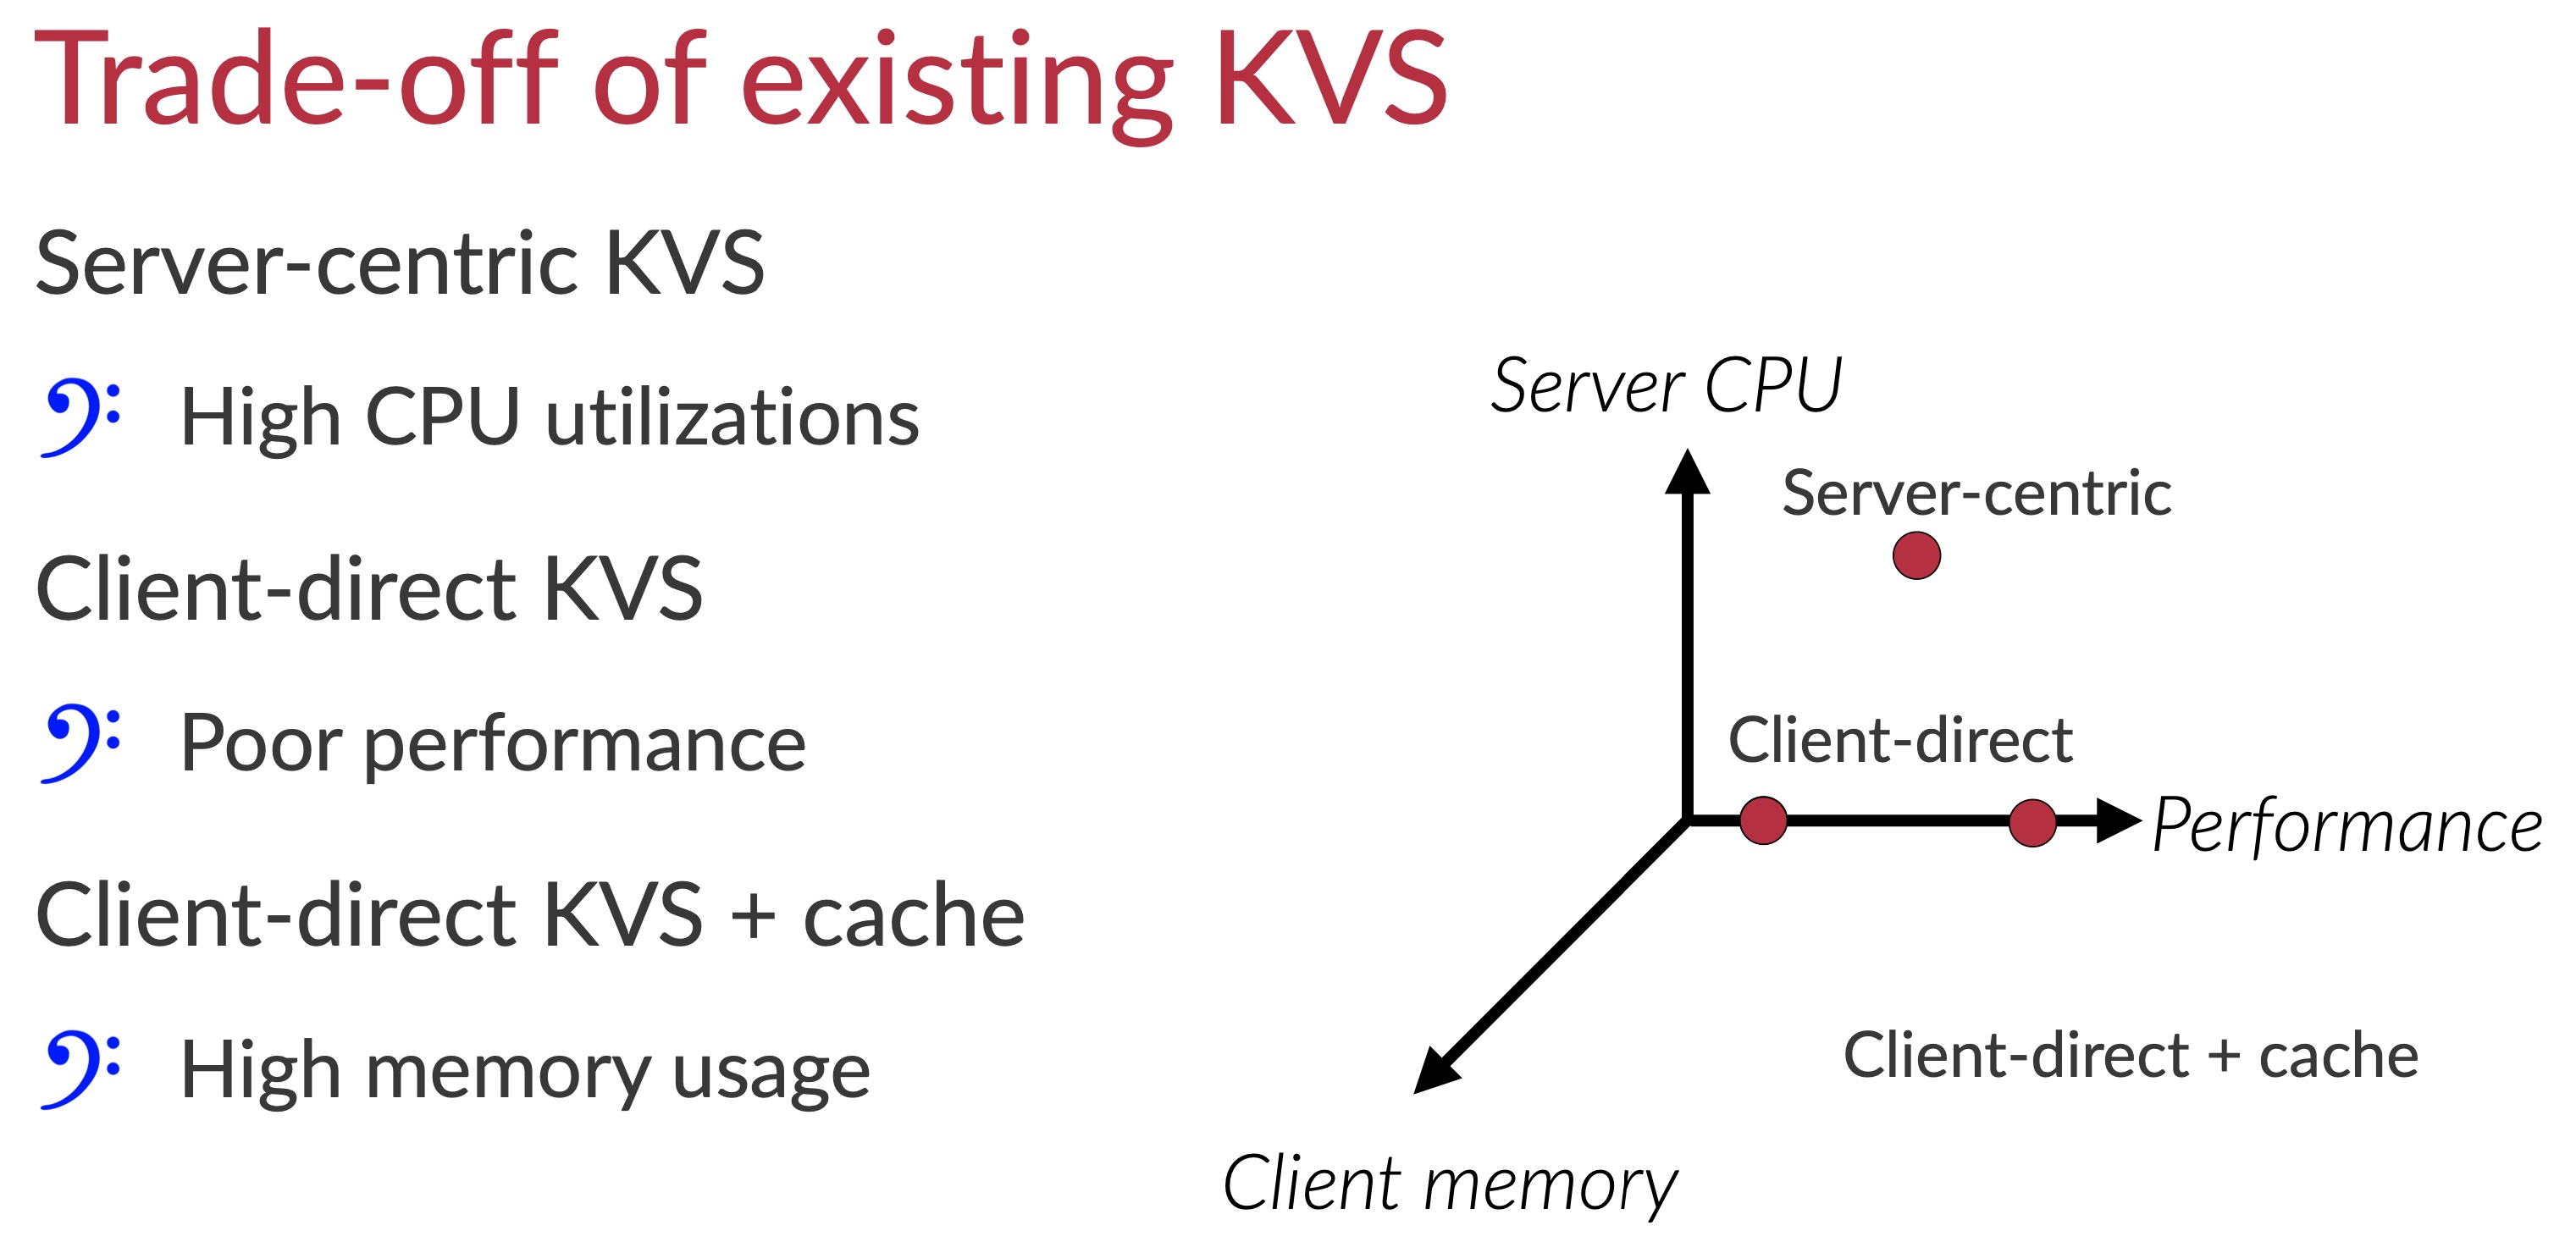 Trade-off of existing KVS
Server-centric KVS
High CPU utilizations
Client-direct KVS
Poor performance
Client-direct KVS + cache
High memory usage
Server CPU
Server-centric
Client-direct
Performance
Client-direct + cache
Client memory